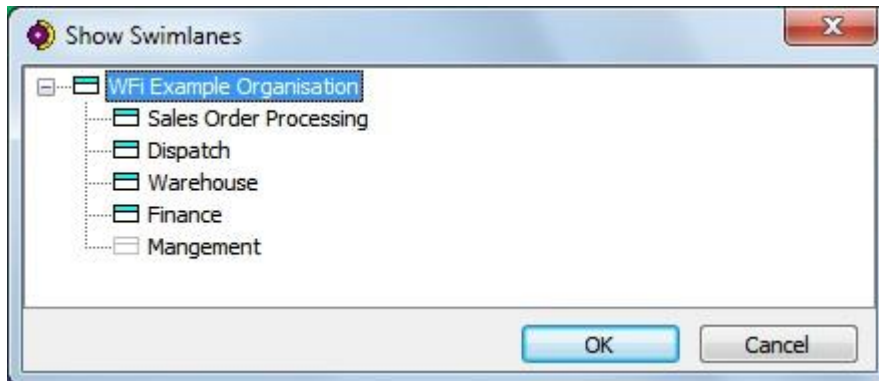 Show Swimlanes
WFi Example Organisation
Sales Order Processing
Dispatch
Warehouse
Finance
Mangement
OK Cancel